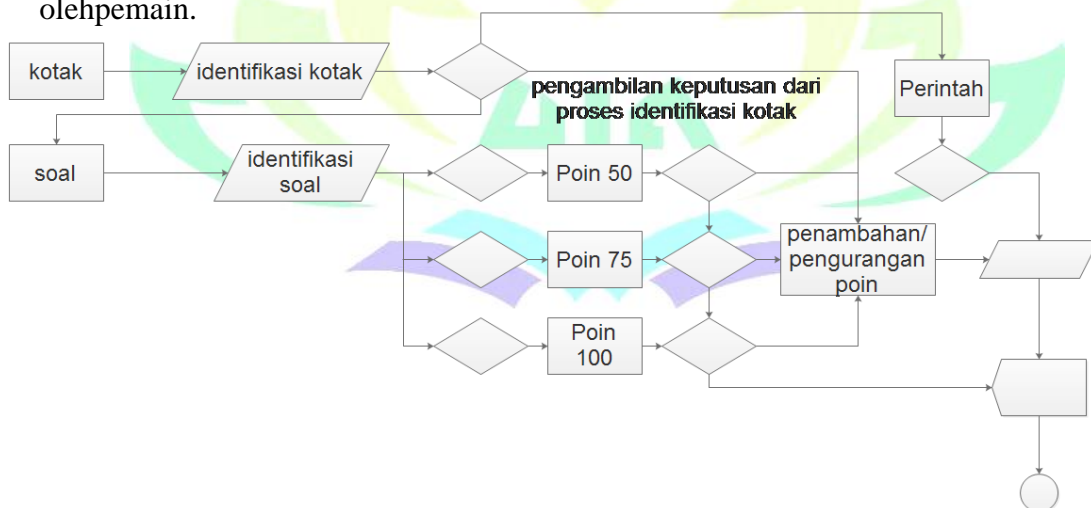 olehpemain.
kotak
identifikasi kotak
pengambilan keputusan dari
proses identifikasi kotak
Perintah
soal
identifikasi
soal
Poin 50
Poin 75
penambahan/
pengurangan
poin
Poin
100